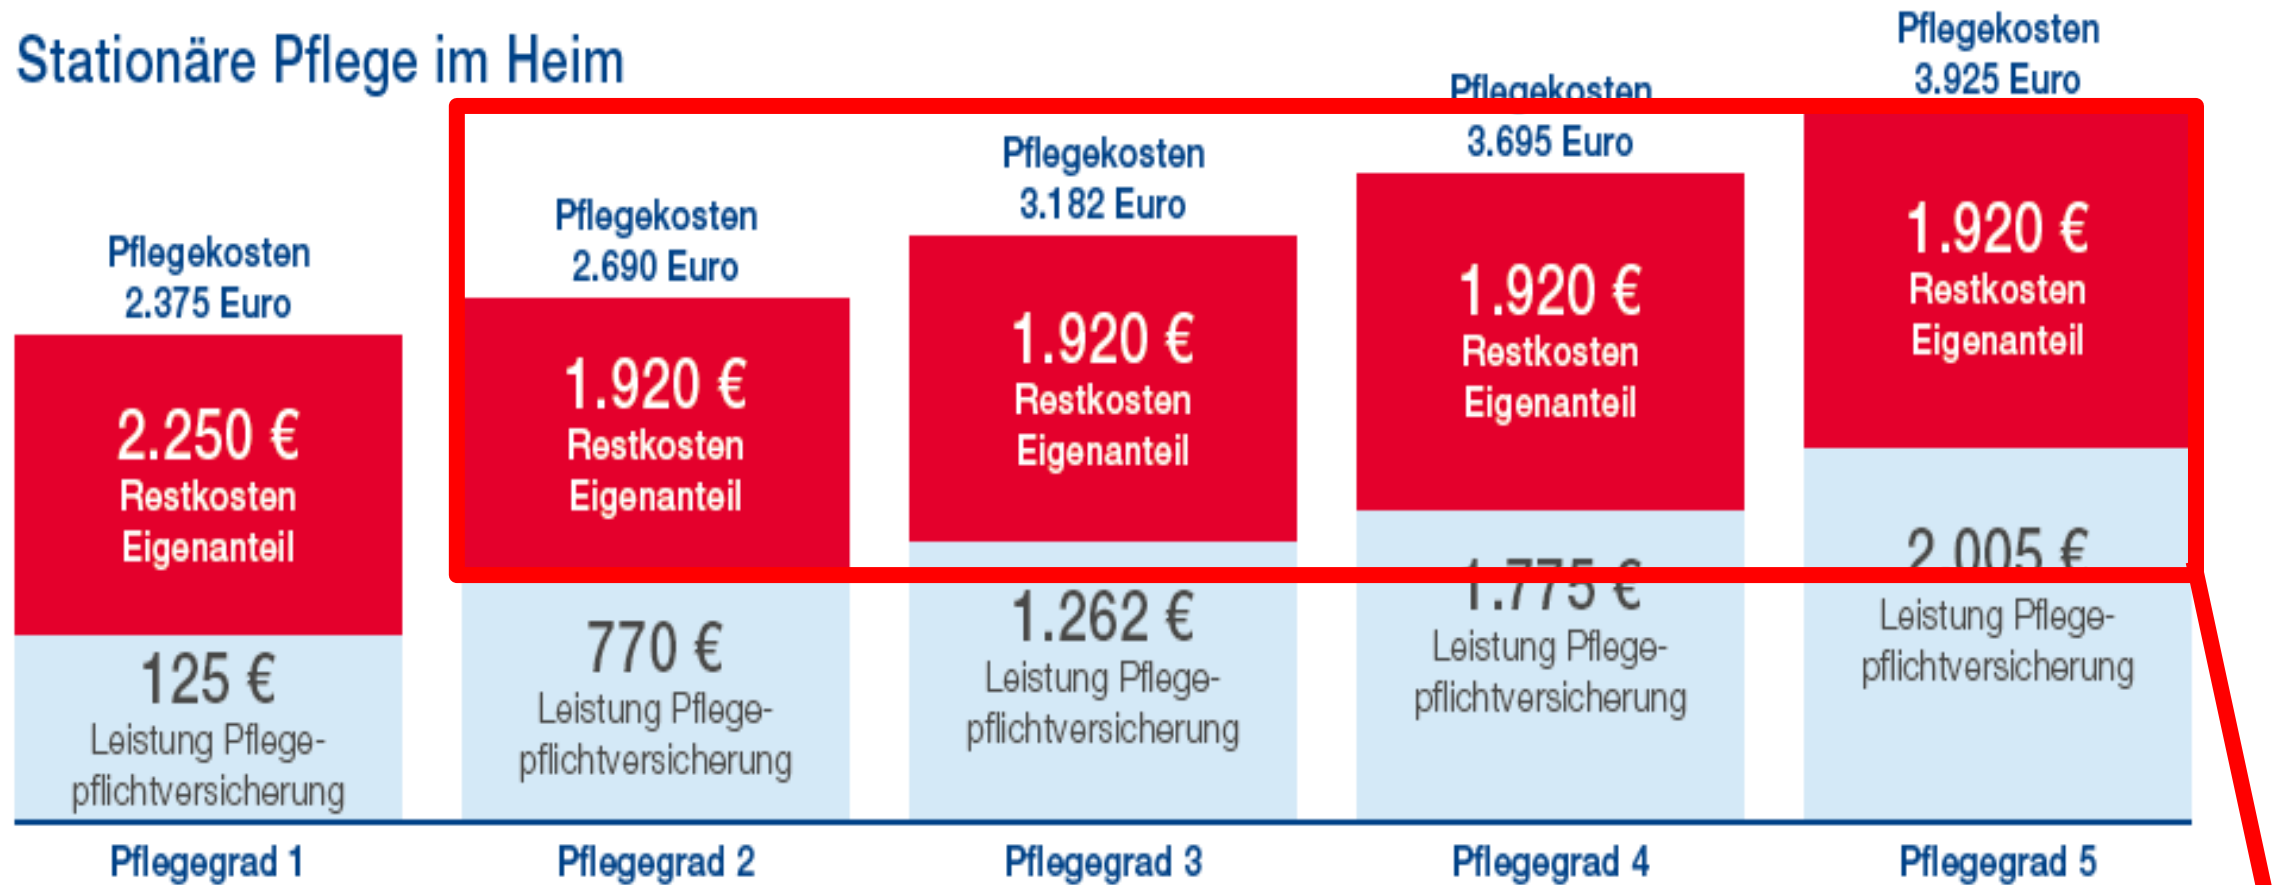 Stationäre Pflege im Heim
Pflegekosten
2.375 Euro
2.250 €
Restkosten
Eigenanteil
125 €
Leistung Pflege-
pflichtversicherung
Pflegegrad 1
Pflegekosten
2.690 Euro
1.920 €
Restkosten
Eigenanteil
770 €
Leistung Pflege-
pflichtversicherung
Pflegegrad 2
Pflegekosten
3.182 Euro
1.920 €
Restkosten
Eigenanteil
1.262 €
Leistung Pflege-
pflichtversicherung
Pflegegrad 3
Pflegekosten
3.695 Euro
1.920 €
Restkosten
Eigenanteil
1.775 €
Leistung Pflege-
pflichtversicherung
Pflegegrad 4
Pflegekosten
3.925 Euro
1.920 €
Restkosten
Eigenanteil
2.005 €
Leistung Pflege-
pflichtversicherung
Pflegegrad 5